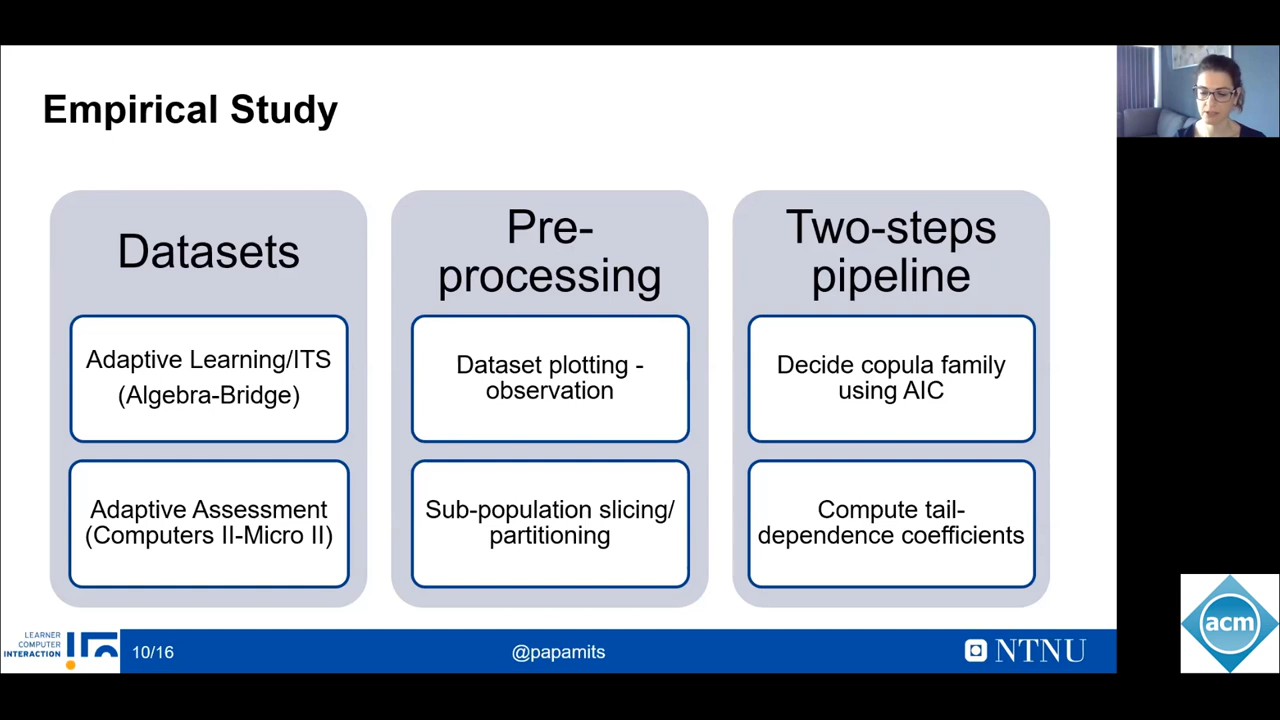 Empirical Study
Datasets
Adaptive Learning/ITS
(Algebra-Bridge)
Adaptive Assessment
(Computers II-Micro II)
Pre-
processing
Dataset plotting -
observation
Sub-population slicing/
partitioning
Two-steps
pipeline
Decide copula family
using AIC
Compute tail-
dependence coefficients
LEARNER
COMPUTER
INTERACTION
10/16
@papamits
NTNU
acm